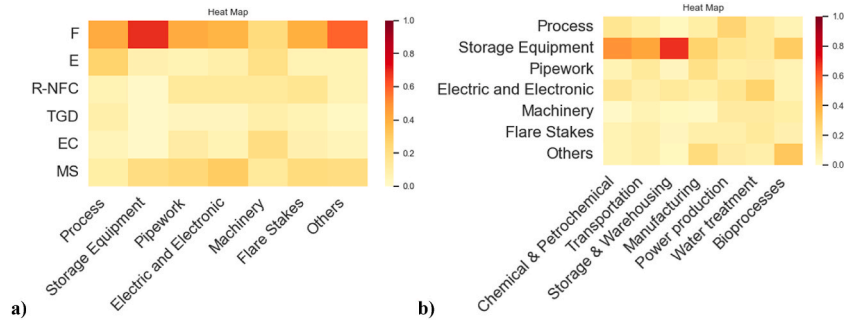 Heat Map
F
E
R-NFC
TGD
EC
MS
1.0
0.8
0.6
0.4
0.2
0.0
Process
Storage Equipment
Pipework
Electric and Electronic
Machinery
Flare Stakes
Others
a)
Heat Map
Process
Storage Equipment
Pipework
Electric and Electronic
Machinery
Flare Stakes
Others
1.0
0.8
0.6
0.4
0.2
0.0
Chemical & Petrochemical
Transportation
Storage & Warehousing
Manufacturing
Power production
Water treatment
Bioprocesses
b)